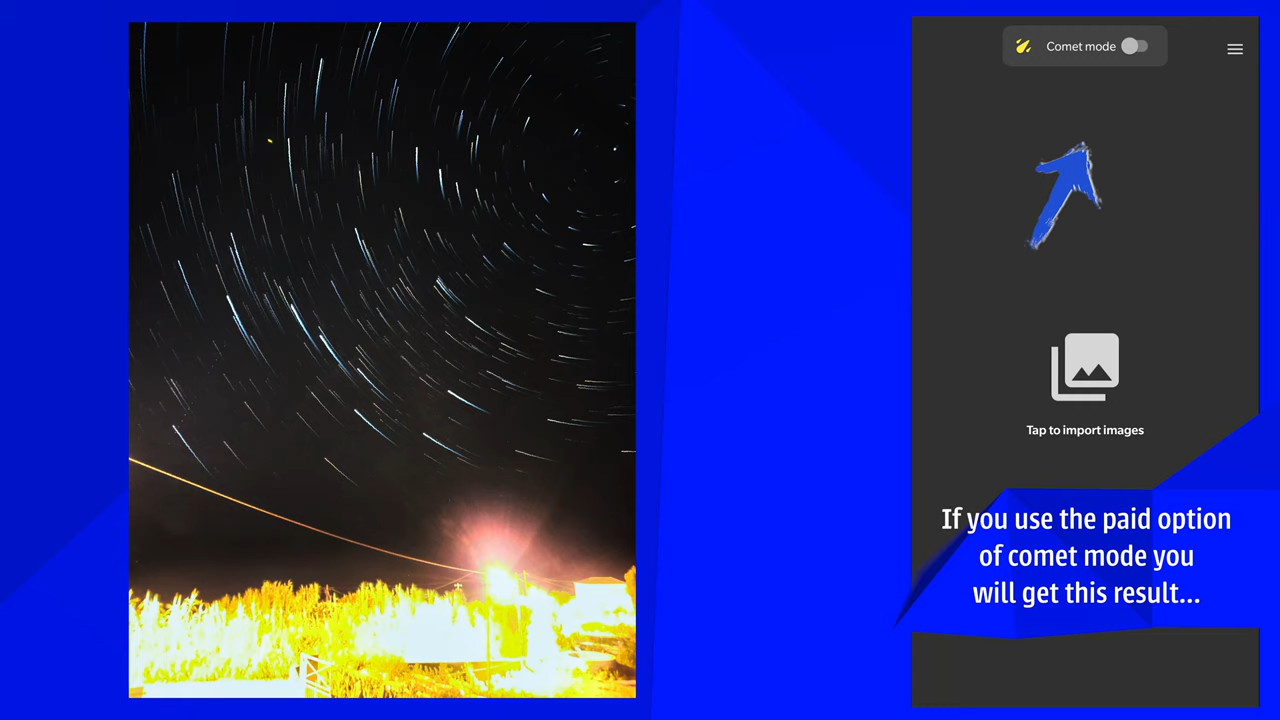 Comet mode
Tap to import images
If you use the paid option
of comet mode you
will get this result...